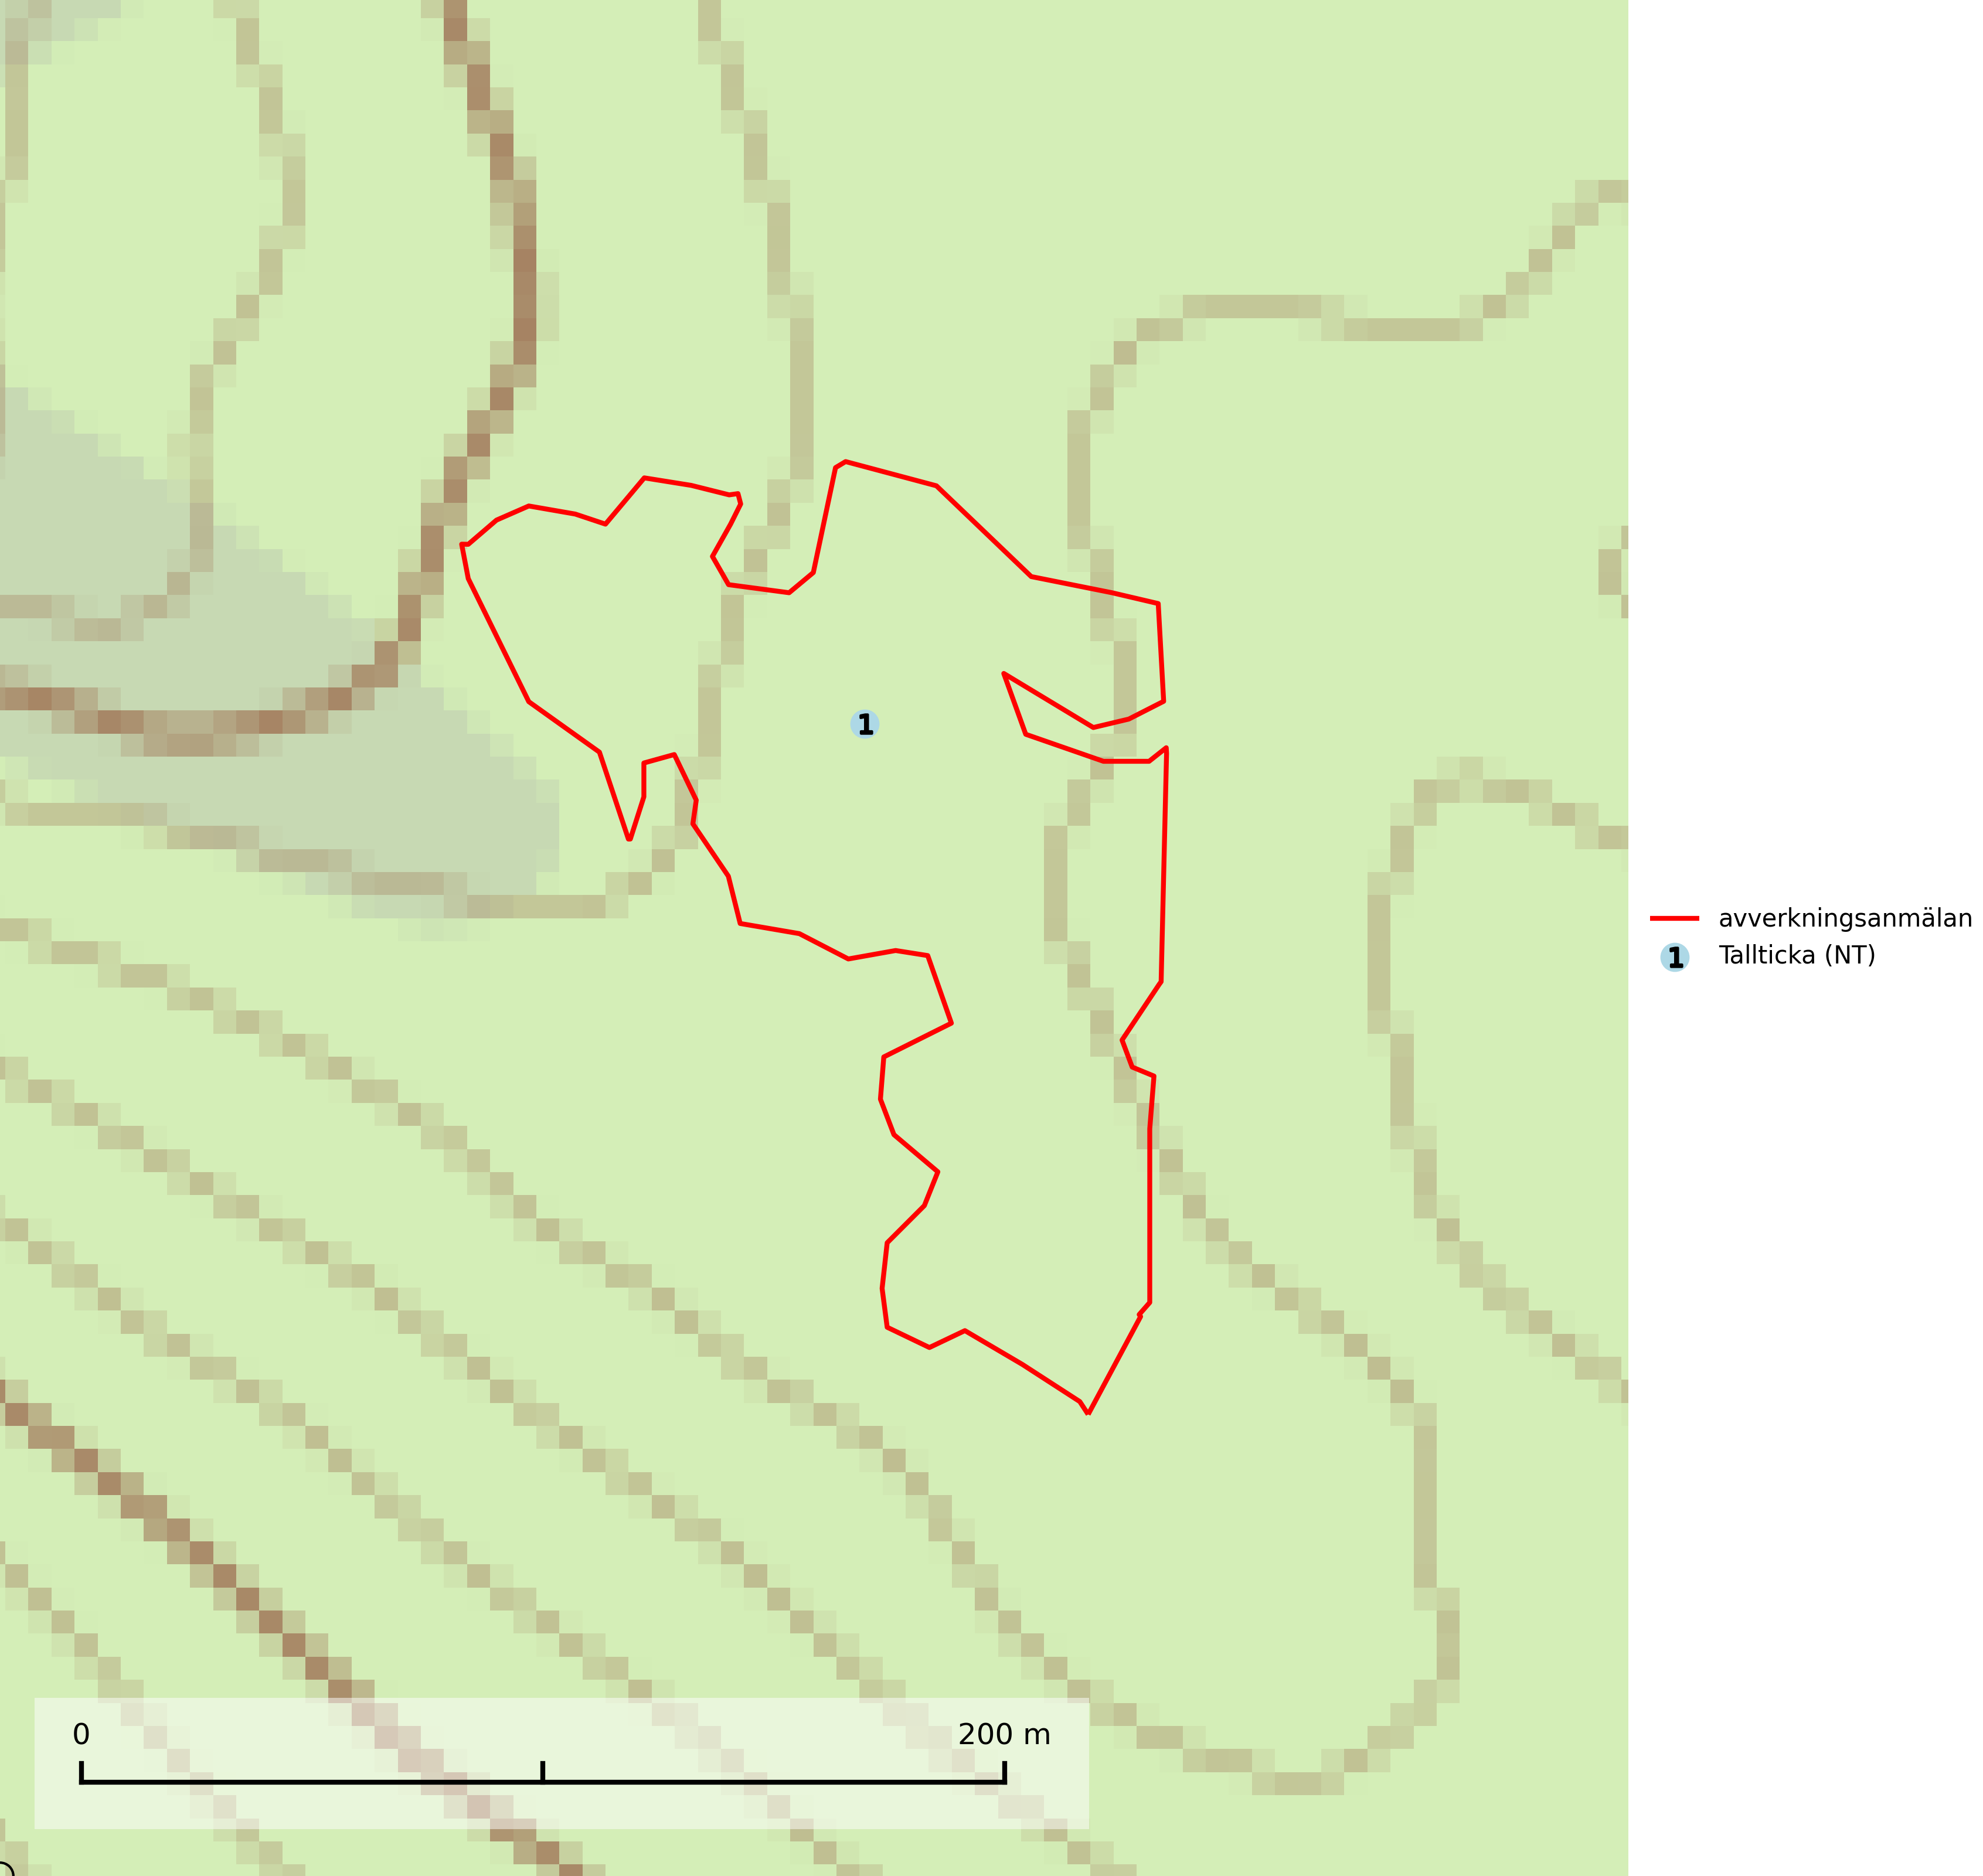 1
avverkningsanmälan
1 Tallticka (NT)
0 200 m